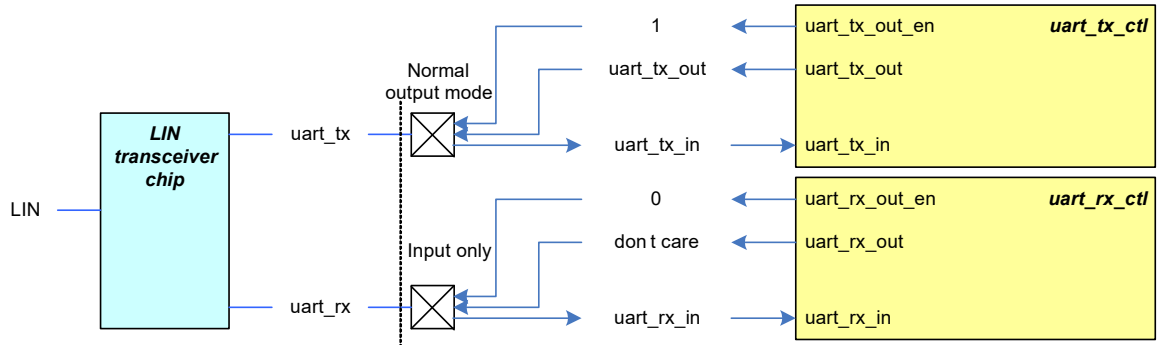 1
uart_tx_out_en
uart_tx_ctl
Normal
output mode
uart_tx_out
uart_tx_out
LIN
transceiver
chip
uart_tx
uart_tx_in
uart_tx_in
LIN
0
uart_rx_out_en
uart_rx_ctl
Input only
don t care
uart_rx_out
uart_rx
uart_rx_in
uart_rx_in